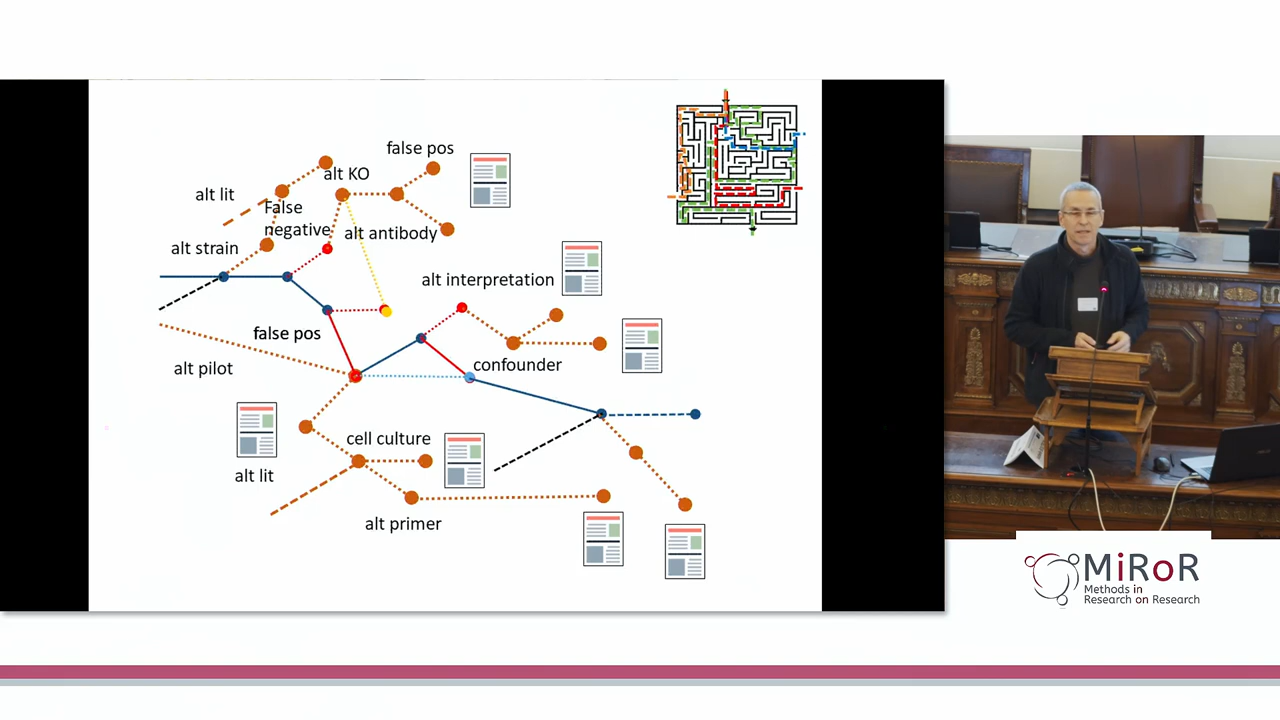 false pos
alt KO
alt lit
False
negative
alt antibody
alt strain
alt interpretation
false pos
confounder
alt pilot
cell culture
alt lit
alt primer
MiRoR
Methods in
Research on Research